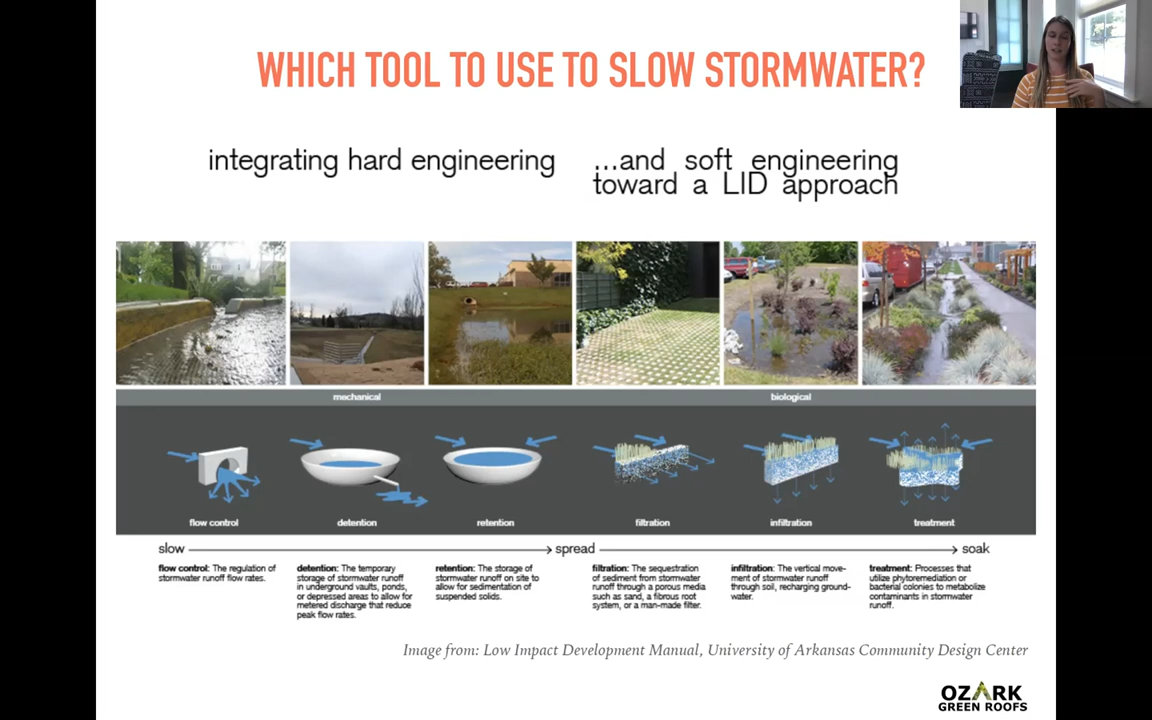 WHICH TOOL TO USE TO SLOW STORMWATER?
integrating hard engineering
...and soft engineering
toward a LID approach
mechanical
biological
flow control
detention
retention
filtration
infiltration
treatment
slow
spread
soak
flow control: The regulation of
stormwater runoff flow rates.
detention: The temporary
storage of stormwater runoff
in underground vaults, ponds,
or depressed areas to allow for
metered discharge that reduce
peak flow rates.
retention: The storage of
stormwater runoff on site to
allow for sedimentation of
suspended solids.
filtration: The sequestration
of sediment from stormwater
runoff through a porous media
such as sand, a fibrous root
system, or a man-made filter.
infiltration: The vertical move-
ment of stormwater runoff
through soil, recharging ground-
water.
treatment: Processes that
utilize phytoremediation or
bacterial colonies to metabolize
contaminants in stormwater
runoff.
Image from: Low Impact Development Manual, University of Arkansas Community Design Center
OZARK
GREEN ROOFS